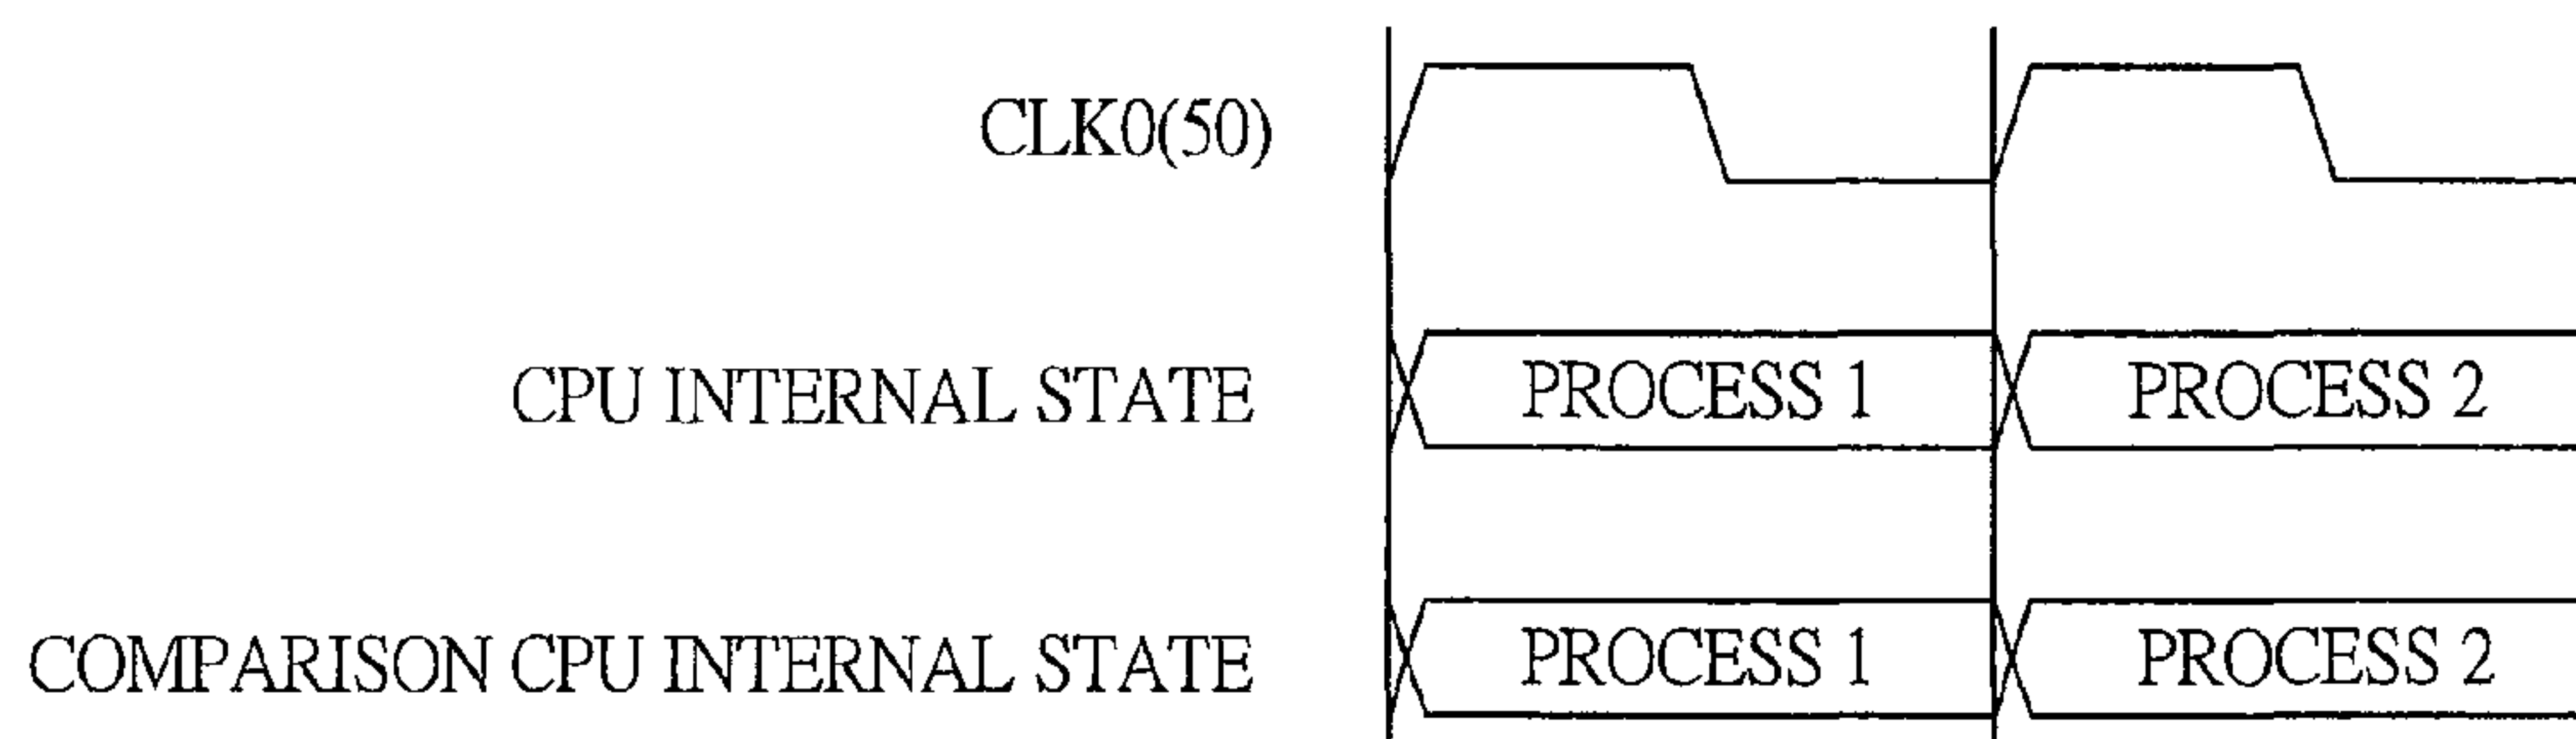 CLK0(50)
CPU INTERNAL STATE PROCESS 1 PROCESS 2
COMPARISON CPU INTERNAL STATE PROCESS 1 PROCESS 2